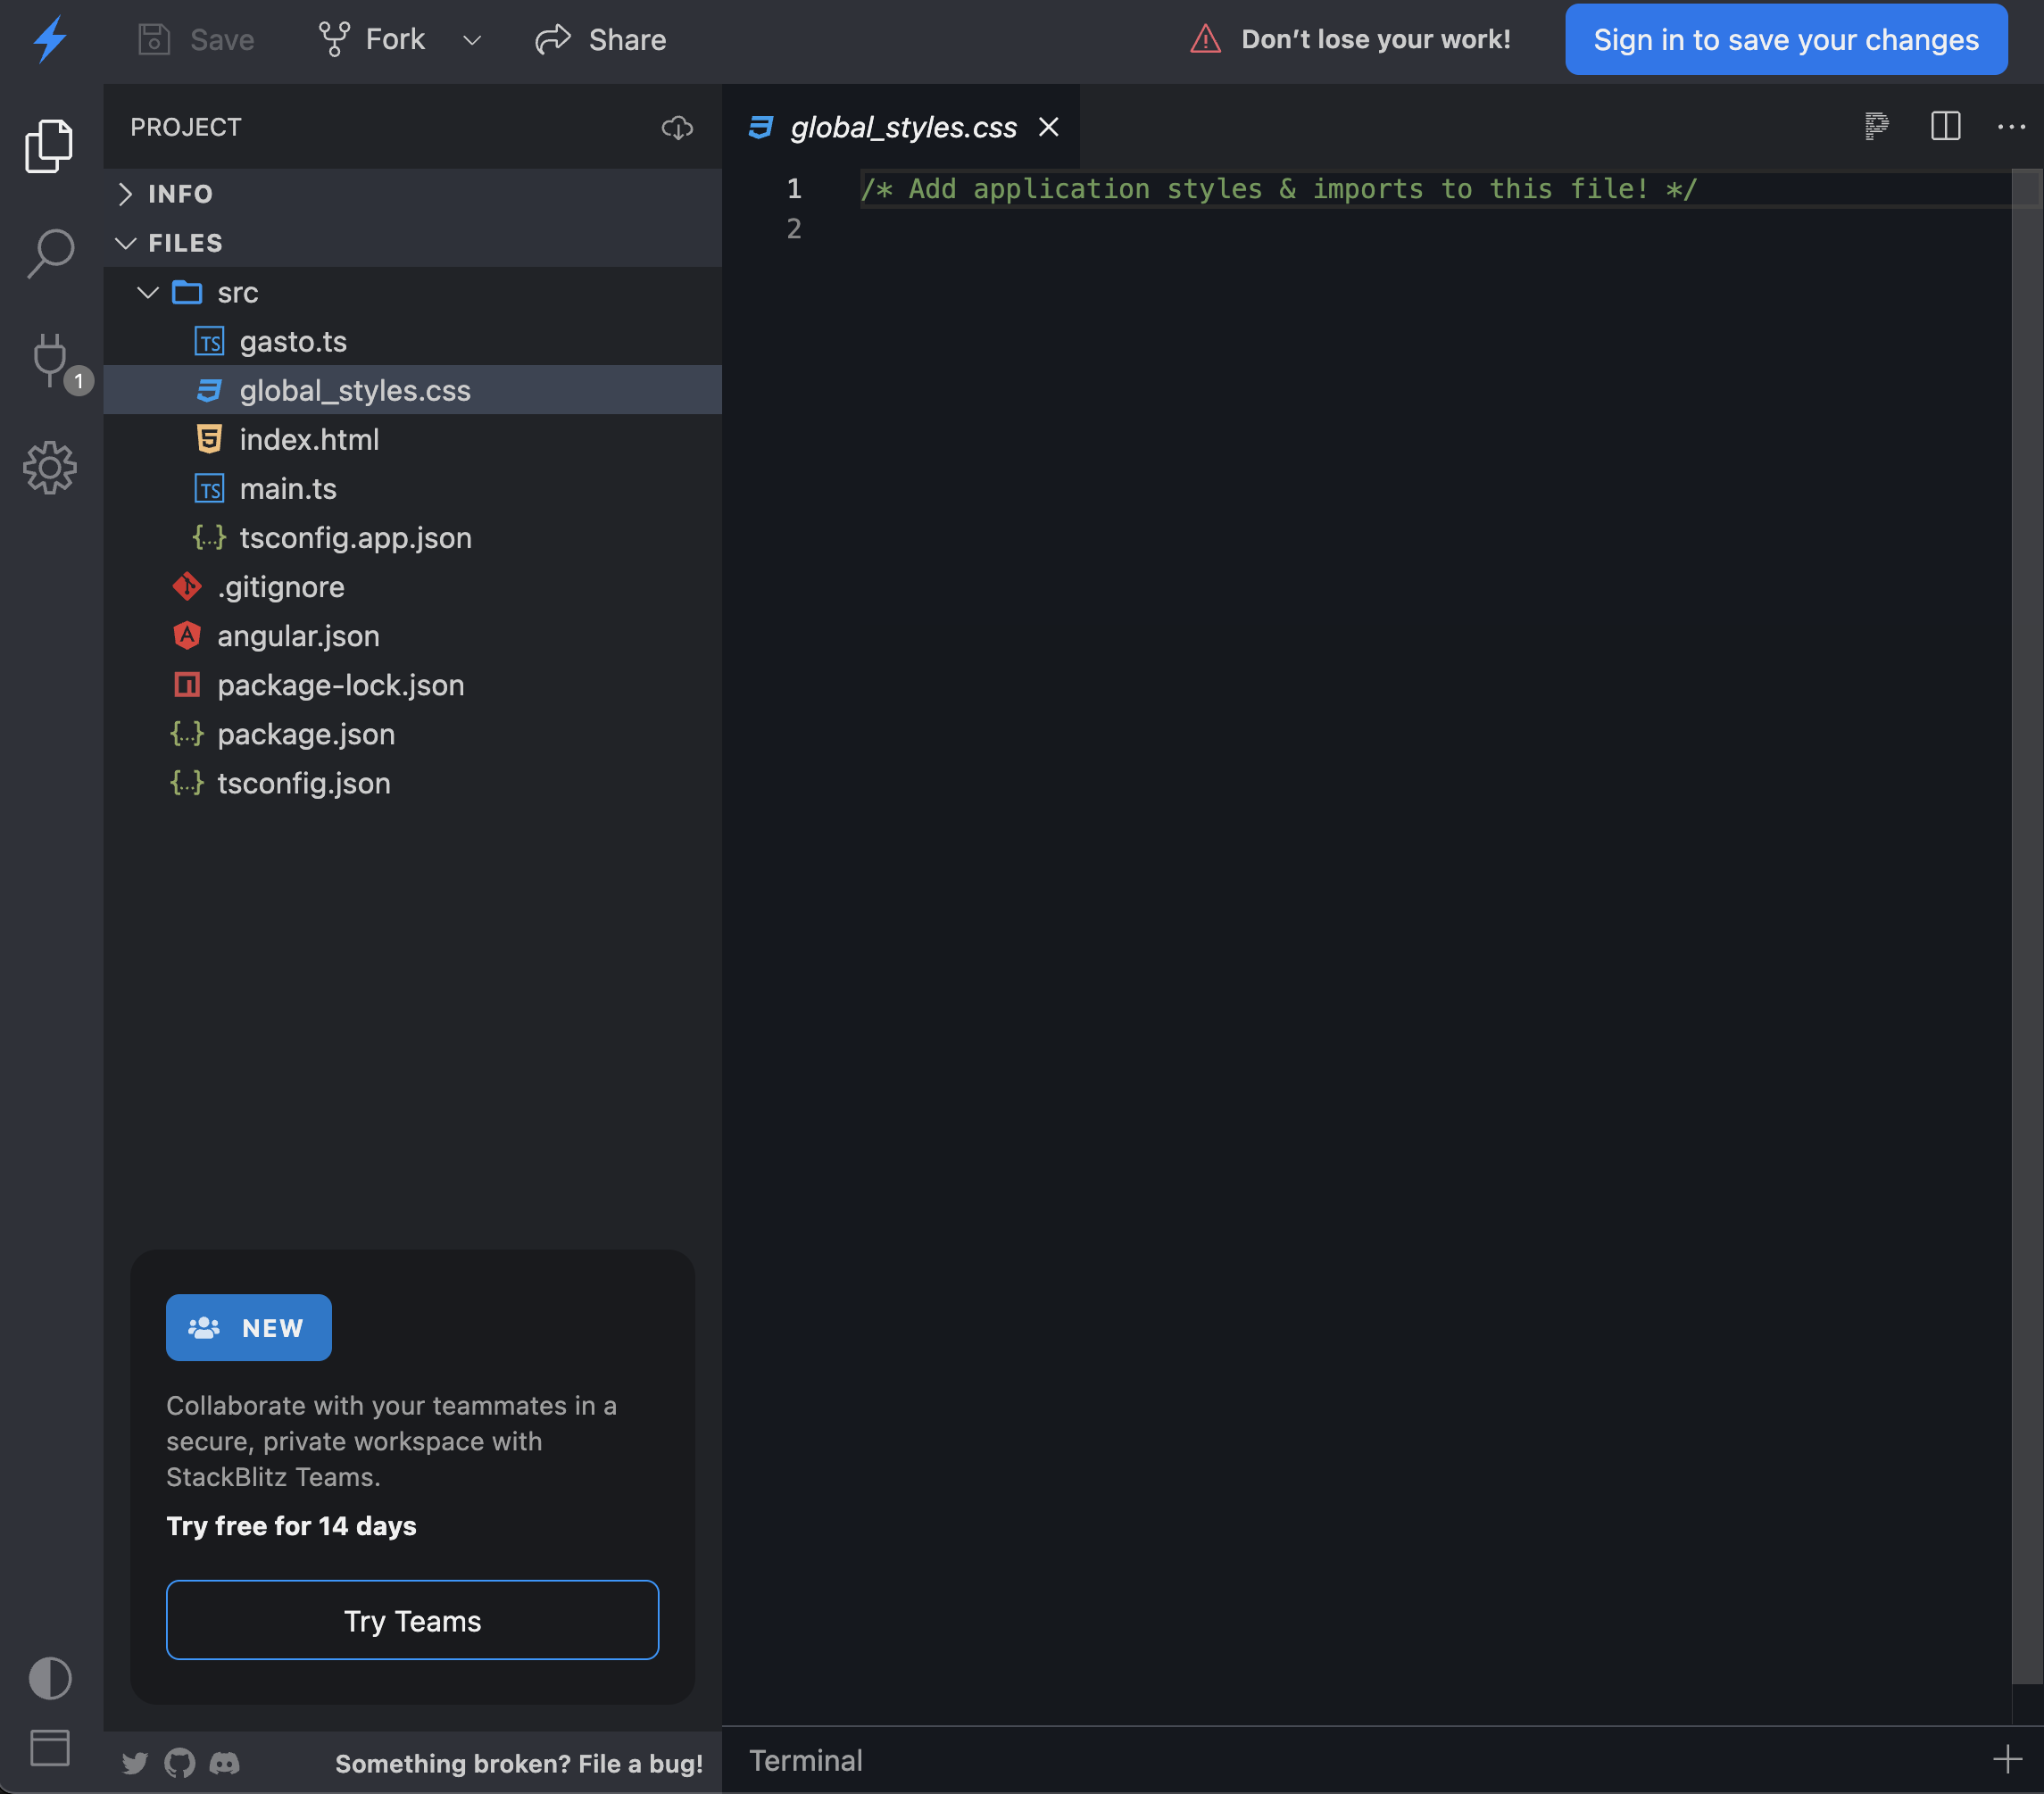 Save
Fork
Share
Don't lose your work!
Sign in to save your changes
PROJECT
INFO
FILES
src
TS gasto.ts
global_styles.css
index.html
TS main.ts
{...} tsconfig.app.json
.gitignore
angular.json
package-lock.json
{...} package.json
{...} tsconfig.json
1
NEW
Collaborate with your teammates in a
secure, private workspace with
StackBlitz Teams.
Try free for 14 days
Try Teams
Something broken? File a bug!
global_styles.css
1 /* Add application styles & imports to this file! */
2
Terminal